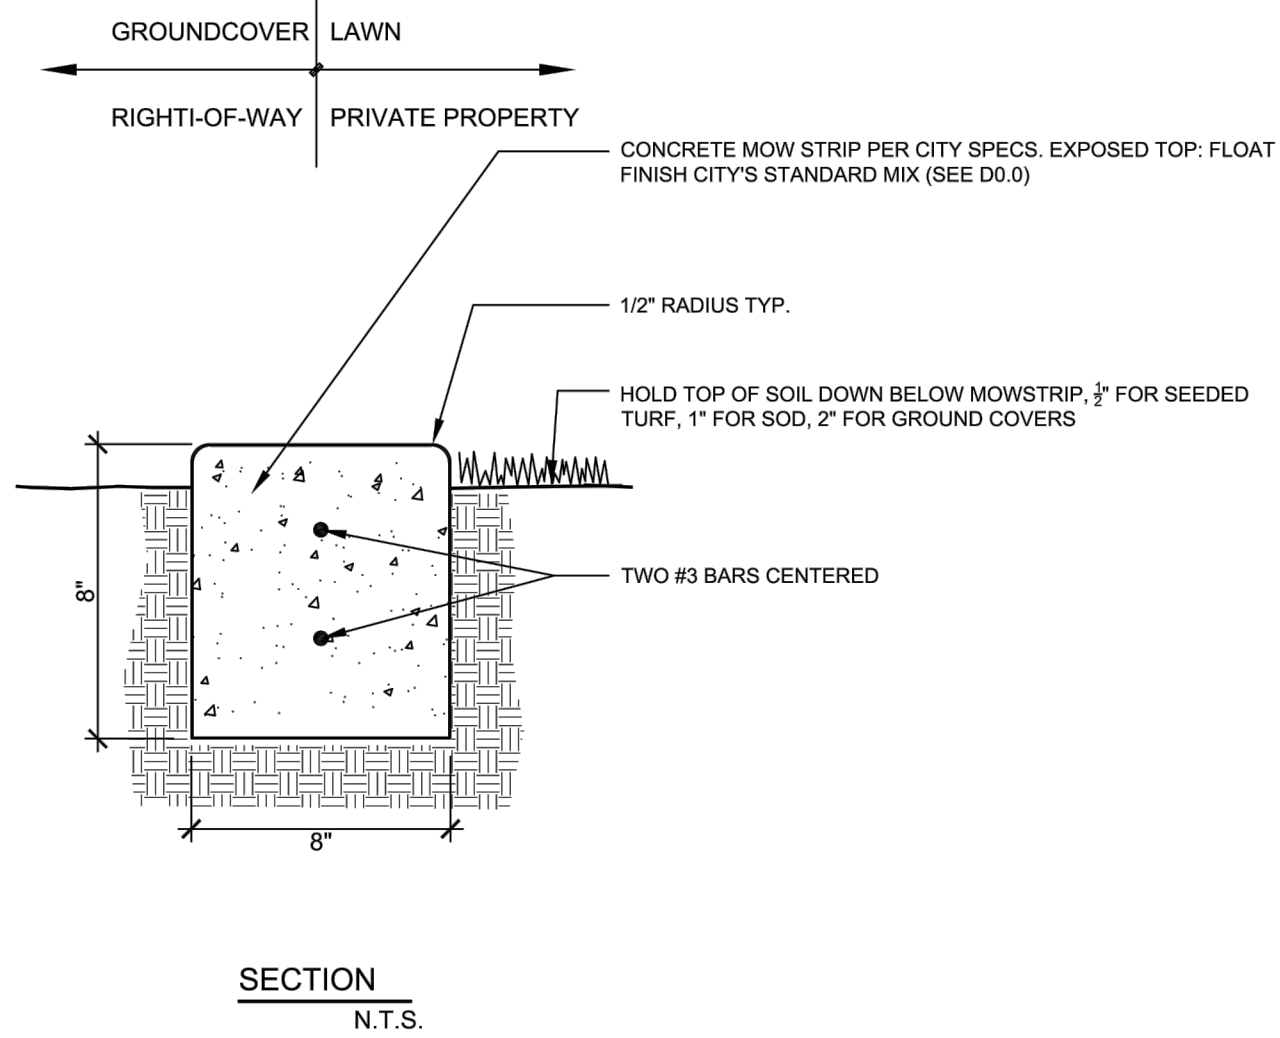 GROUNDCOVER LAWN
RIGHTI-OF-WAY PRIVATE PROPERTY
CONCRETE MOW STRIP PER CITY SPECS. EXPOSED TOP: FLOAT
FINISH CITY'S STANDARD MIX (SEE D0.0)
1/2" RADIUS TYP.
HOLD TOP OF SOIL DOWN BELOW MOWSTRIP, 1/2" FOR SEEDED
TURF, 1" FOR SOD, 2" FOR GROUND COVERS
TWO #3 BARS CENTERED
8"
8"
SECTION
N.T.S.